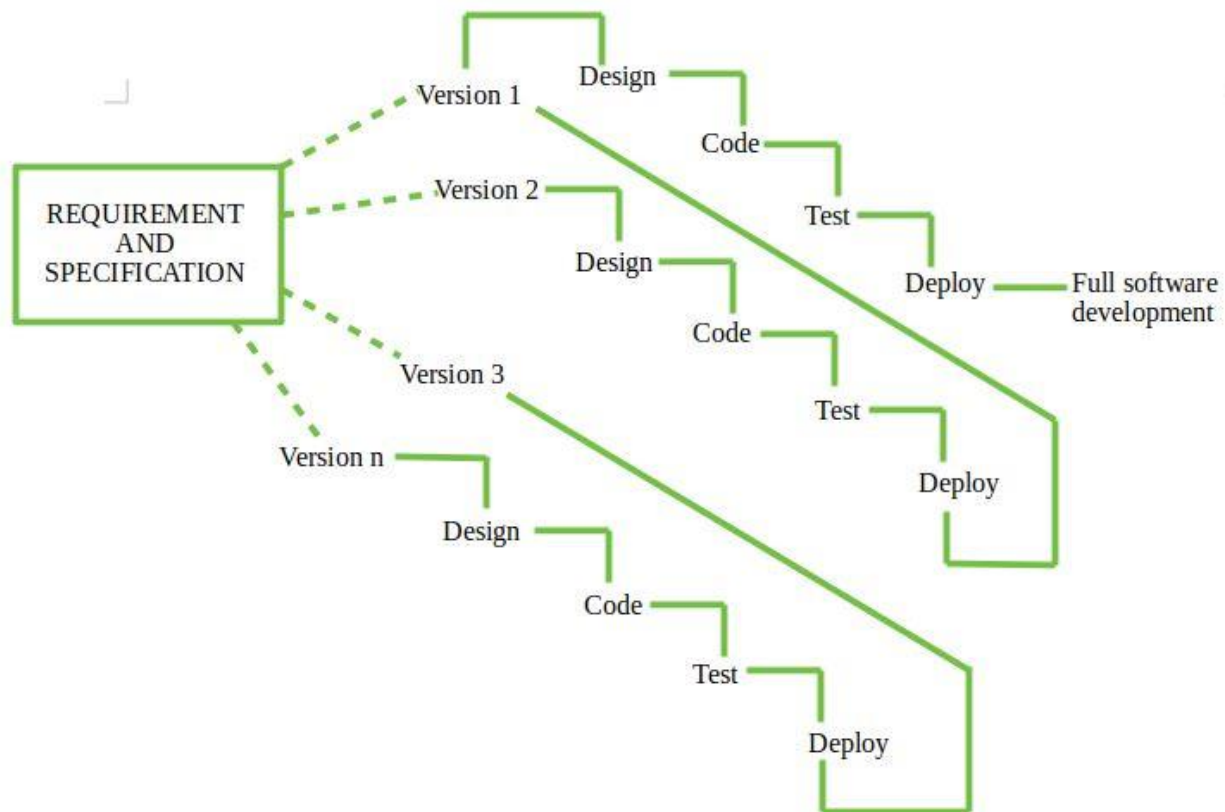 REQUIREMENT
AND
SPECIFICATION
Version 1
Design
Code
Test
Deploy
Full software
development
Version 2
Design
Code
Test
Deploy
Version 3
Version n
Design
Code
Test
Deploy